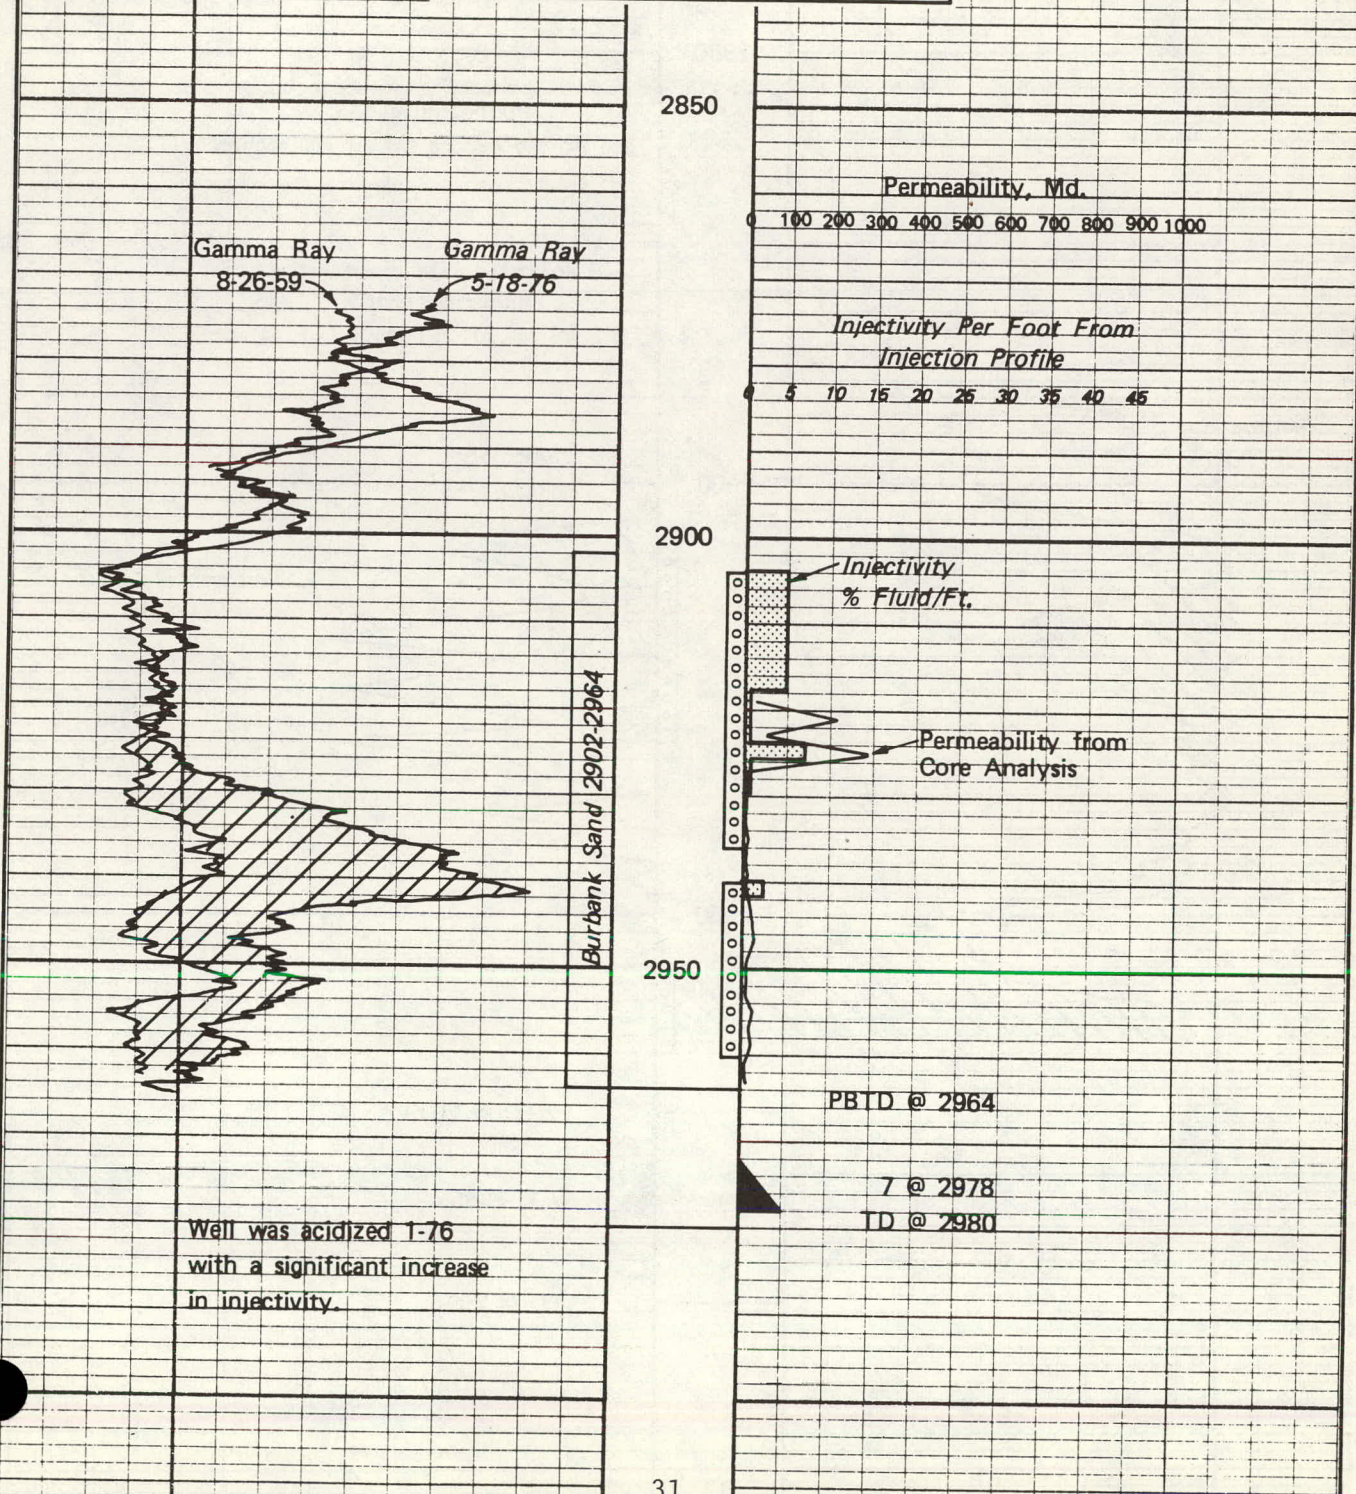 2850
Permeability, Md.
0 100 200 300 400 500 600 700 800 900 1000
Gamma Ray
8-26-59
Gamma Ray
5-18-76
Injectivity Per Foot From
Injection Profile
0 5 10 15 20 25 30 35 40 45
2900
Injectivity
% Fluid/Ft.
Burbank Sand 2902-2964
Permeability from
Core Analysis
2950
PBTD @ 2964
7 @ 2978
TD @ 2980
Well was acidized 1-76
with a significant increase
in injectivity.
31